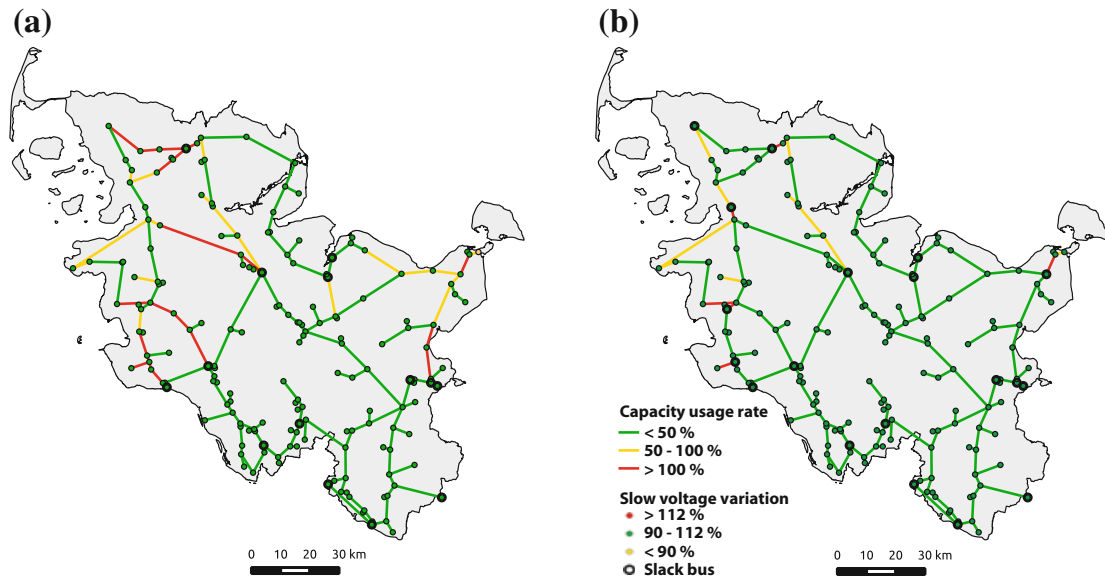 (a)
(b)
Capacity usage rate
< 50 %
50 - 100 %
> 100 %
Slow voltage variation
> 112 %
90 - 112 %
< 90 %
Slack bus
0 10 20 30 km
0 10 20 30 km